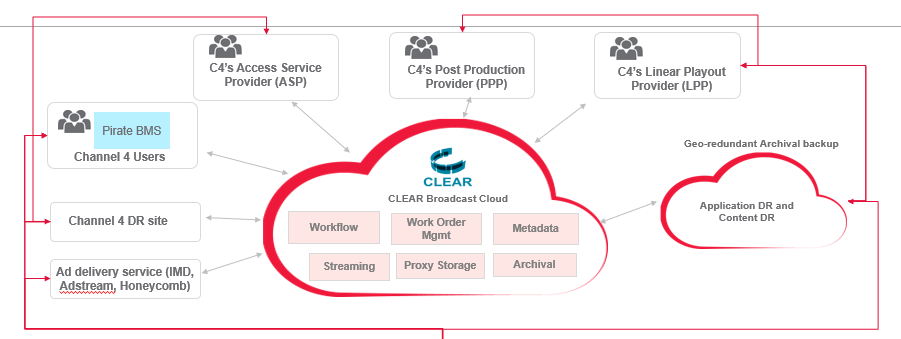 C4's Access Service
Provider (ASP)
C4's Post Production
Provider (PPP)
C4's Linear Playout
Provider (LPP)
Pirate BMS
Channel 4 Users
Geo-redundant Archival backup
CLEAR
CLEAR Broadcast Cloud
Application DR and
Content DR
Channel 4 DR site
Workflow
Work Order
Mgmt
Metadata
Ad delivery service (IMD,
Adstream, Honeycomb)
Streaming
Proxy Storage
Archival